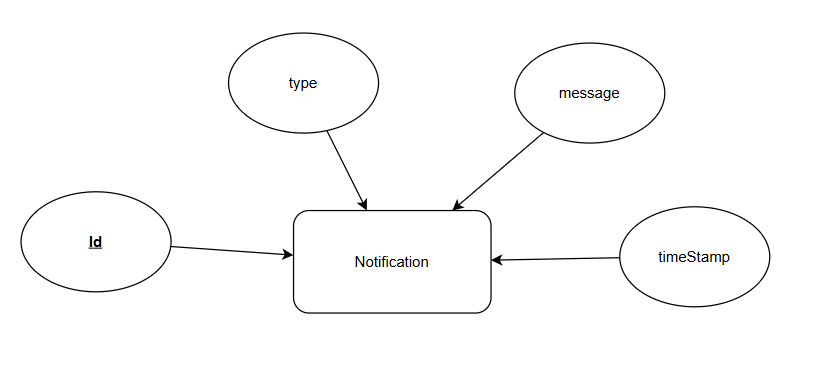 type
message
Id
Notification
timeStamp